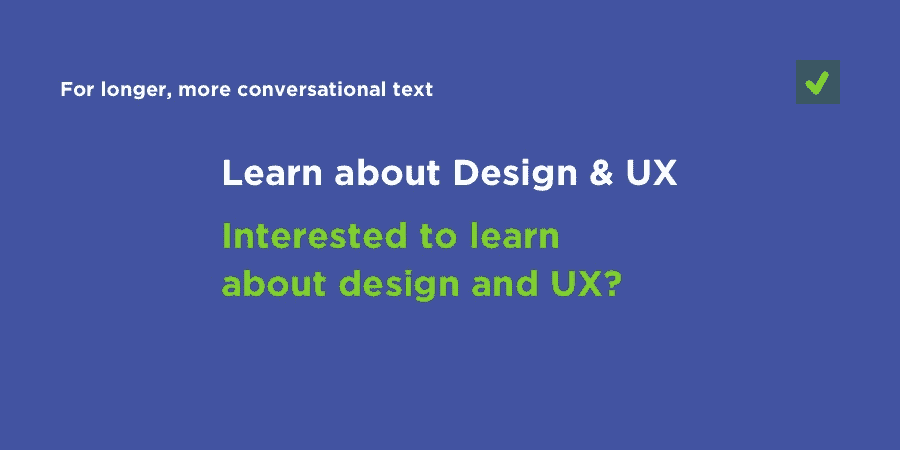 For longer, more conversational text
Learn about Design & UX
Interested to learn
about design and UX?